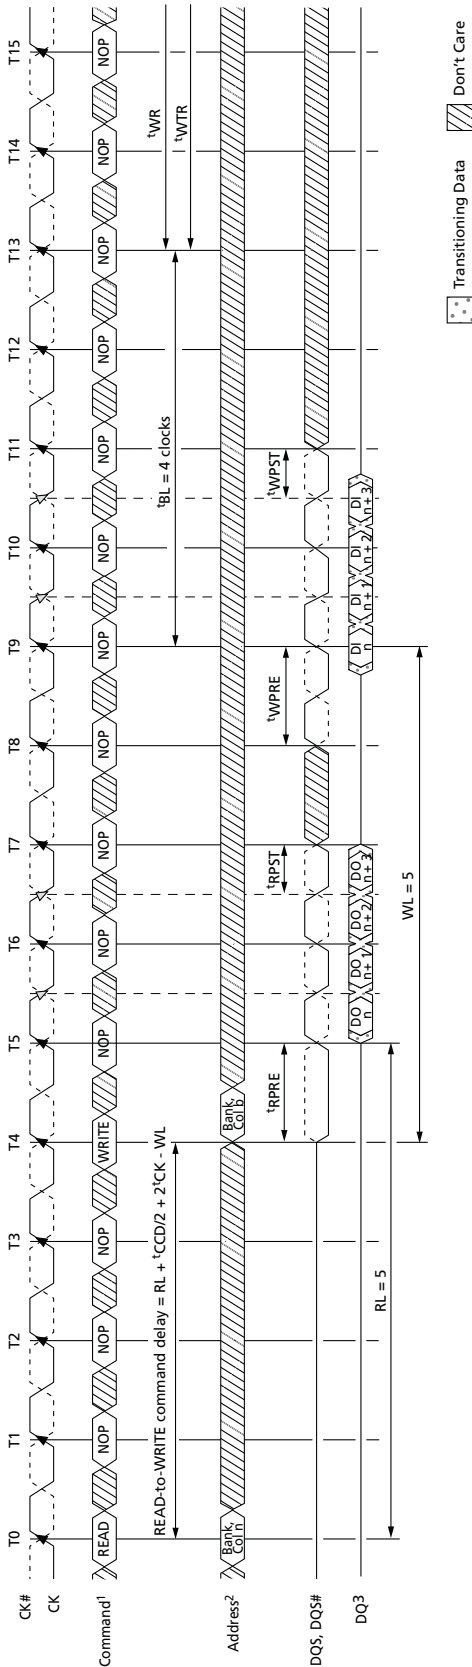 T0 T1 T2 T3 T4 T5 T6 T7 T8 T9 T10 T11 T12 T13 T14 T15
CK#
CK
Command1 READ NOP NOP NOP WRITE NOP NOP NOP NOP NOP NOP NOP NOP NOP NOP NOP
READ-to-WRITE command delay = RL + tCCD/2 + 2tCK - WL
tBL = 4 clocks
tWR
tWTR
Address2
Bank,
Col n
Bank,
Col b
tRPRE tRPST tWPRE tWPST
DQS, DQS#
DQ3
DO
n
DO
n + 1
DO
n + 2
DO
n + 3
DI
n
DI
n + 1
DI
n + 2
DI
n + 3
RL = 5
WL = 5
Transitioning Data
Don't Care